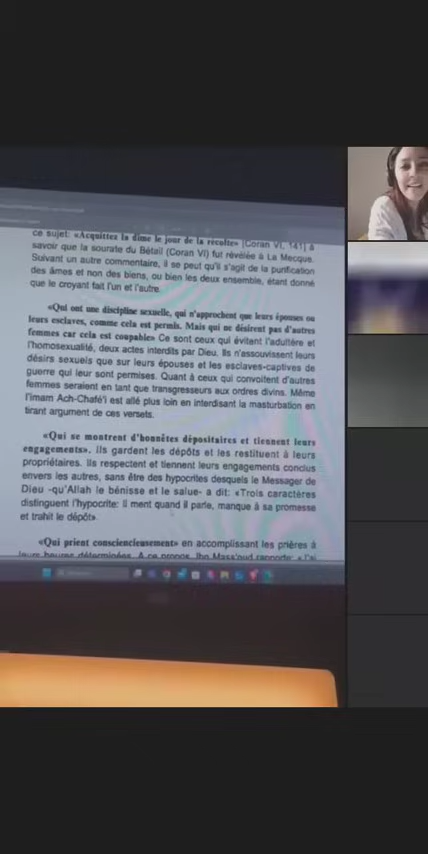 ce sujet: «Acquittez la dîme le jour de la récolte» [Coran VI, 141] à
savoir que la sourate du Bétail (Coran VI) fut révélée à La Mecque.
Suivant un autre commentaire, il se peut qu'il s'agit de la purification
des âmes et non des biens, ou bien les deux ensemble, étant donné
que le croyant fait l'un et l'autre.
«Qui ont une discipline sexuelle, qui n'approchent que leurs épouses ou
leurs esclaves, comme cela est permis. Mais qui ne désirent pas d'autres
femmes car cela est coupable» Ce sont ceux qui évitent l'adultère et
l'homosexualité, deux actes interdits par Dieu. Ils n'assouvissent leurs
désirs sexuels que sur leurs épouses et les esclaves-captives de
guerre qui leur sont permises. Quant à ceux qui convoitent d'autres
femmes seraient en tant que transgresseurs aux ordres divins. Même
l'imam Ach-Chafé'i est allé plus loin en interdisant la masturbation en
tirant argument de ces versets.
«Qui se montrent d'honnêtes dépositaires et tiennent leurs
engagements». Ils gardent les dépôts et les restituent à leurs
propriétaires. Ils respectent et tiennent leurs engagements conclus
envers les autres, sans être des hypocrites desquels le Messager de
Dieu -qu'Allah le bénisse et le salue- a dit: «Trois caractères
distinguent l'hypocrite: Il ment quand il parle, manque à sa promesse
et trahit le dépôt».
«Qui prient consciencieusement» en accomplissant les prières à
leurs heures déterminées. A ce propos, Ibn Mass'oud rapporte: «J'ai